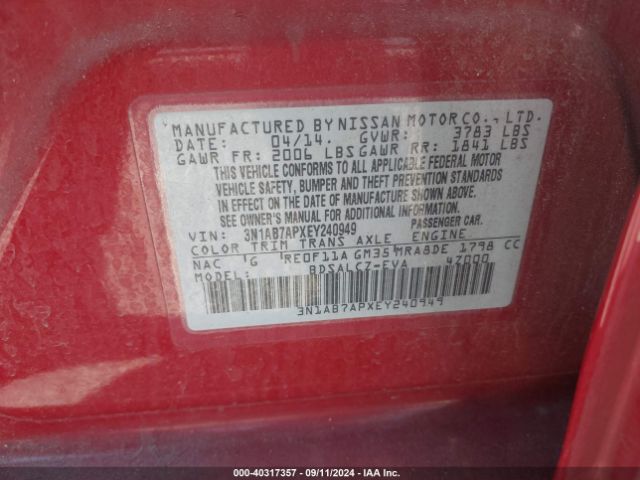 MANUFACTURED BY NISSAN MOTOR CO., LTD.
DATE: 04/14. GVWR: 3783 LBS
GAWR FR: 2006 LBS GAWR RR: 1841 LBS
THIS VEHICLE CONFORMS TO ALL APPLICABLE FEDERAL MOTOR
VEHICLE SAFETY, BUMPER AND THEFT PREVENTION STANDARDS
IN EFFECT ON THE DATE OF MANUFACTURE SHOWN ABOVE.
SEE OWNER'S MANUAL FOR ADDITIONAL INFORMATION.
VIN: 3N1AB7APXEY240949 PASSENGER CAR.
COLOR TRIM TRANS AXLE ENGINE
NAC G RE0F11A GM35 MRA8DE 1798 CC
MODEL: BDSALCZ-EVA 4Z000
3N1AB7APXEY240949
OWNER: 40317357 - 09/11/2024 - IAA Inc.